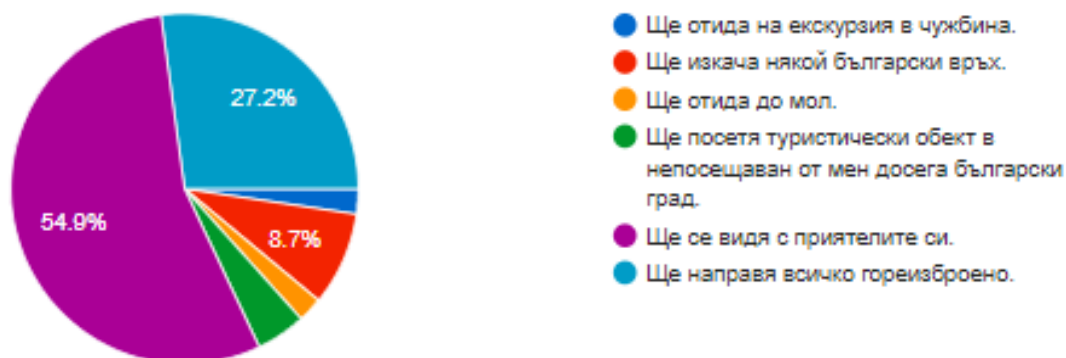 27.2%
54.9%
8.7%
Ще отида на екскурзия в чужбина.
Ще изкача някой български връх.
Ще отида до мол.
Ще посетя туристически обект в
непосещаван от мен досега български
град.
Ще се видя с приятелите си.
Ще направя всичко гореизброено.